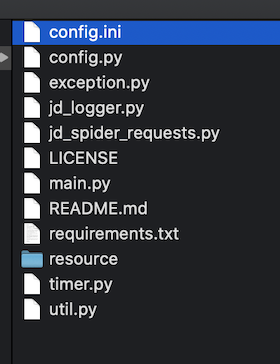 config.ini
config.py
exception.py
jd_logger.py
jd_spider_requests.py
LICENSE
main.py
README.md
requirements.txt
resource
timer.py
util.py